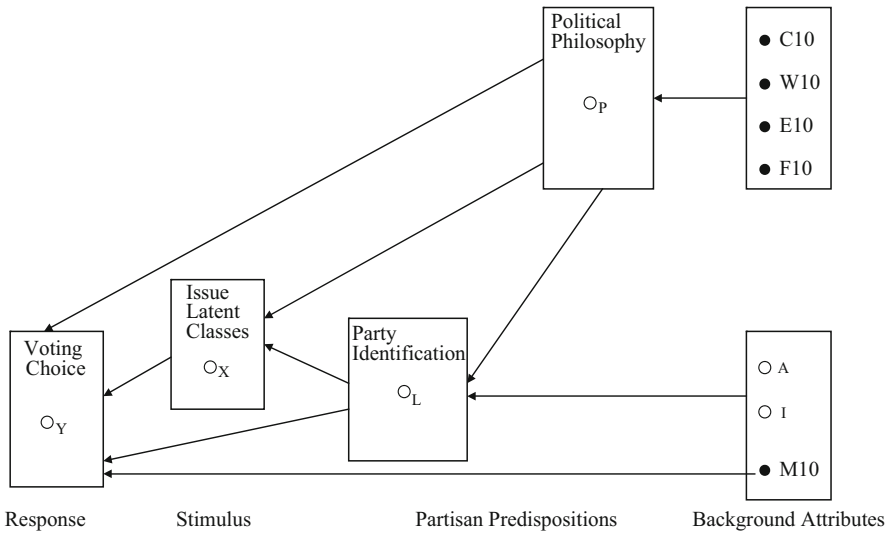 Political
Philosophy
P
C10
W10
E10
F10
Issue
Latent
Classes
X
Party
Identification
L
Voting
Choice
Y
A
I
M10
Response
Stimulus
Partisan Predispositions
Background Attributes